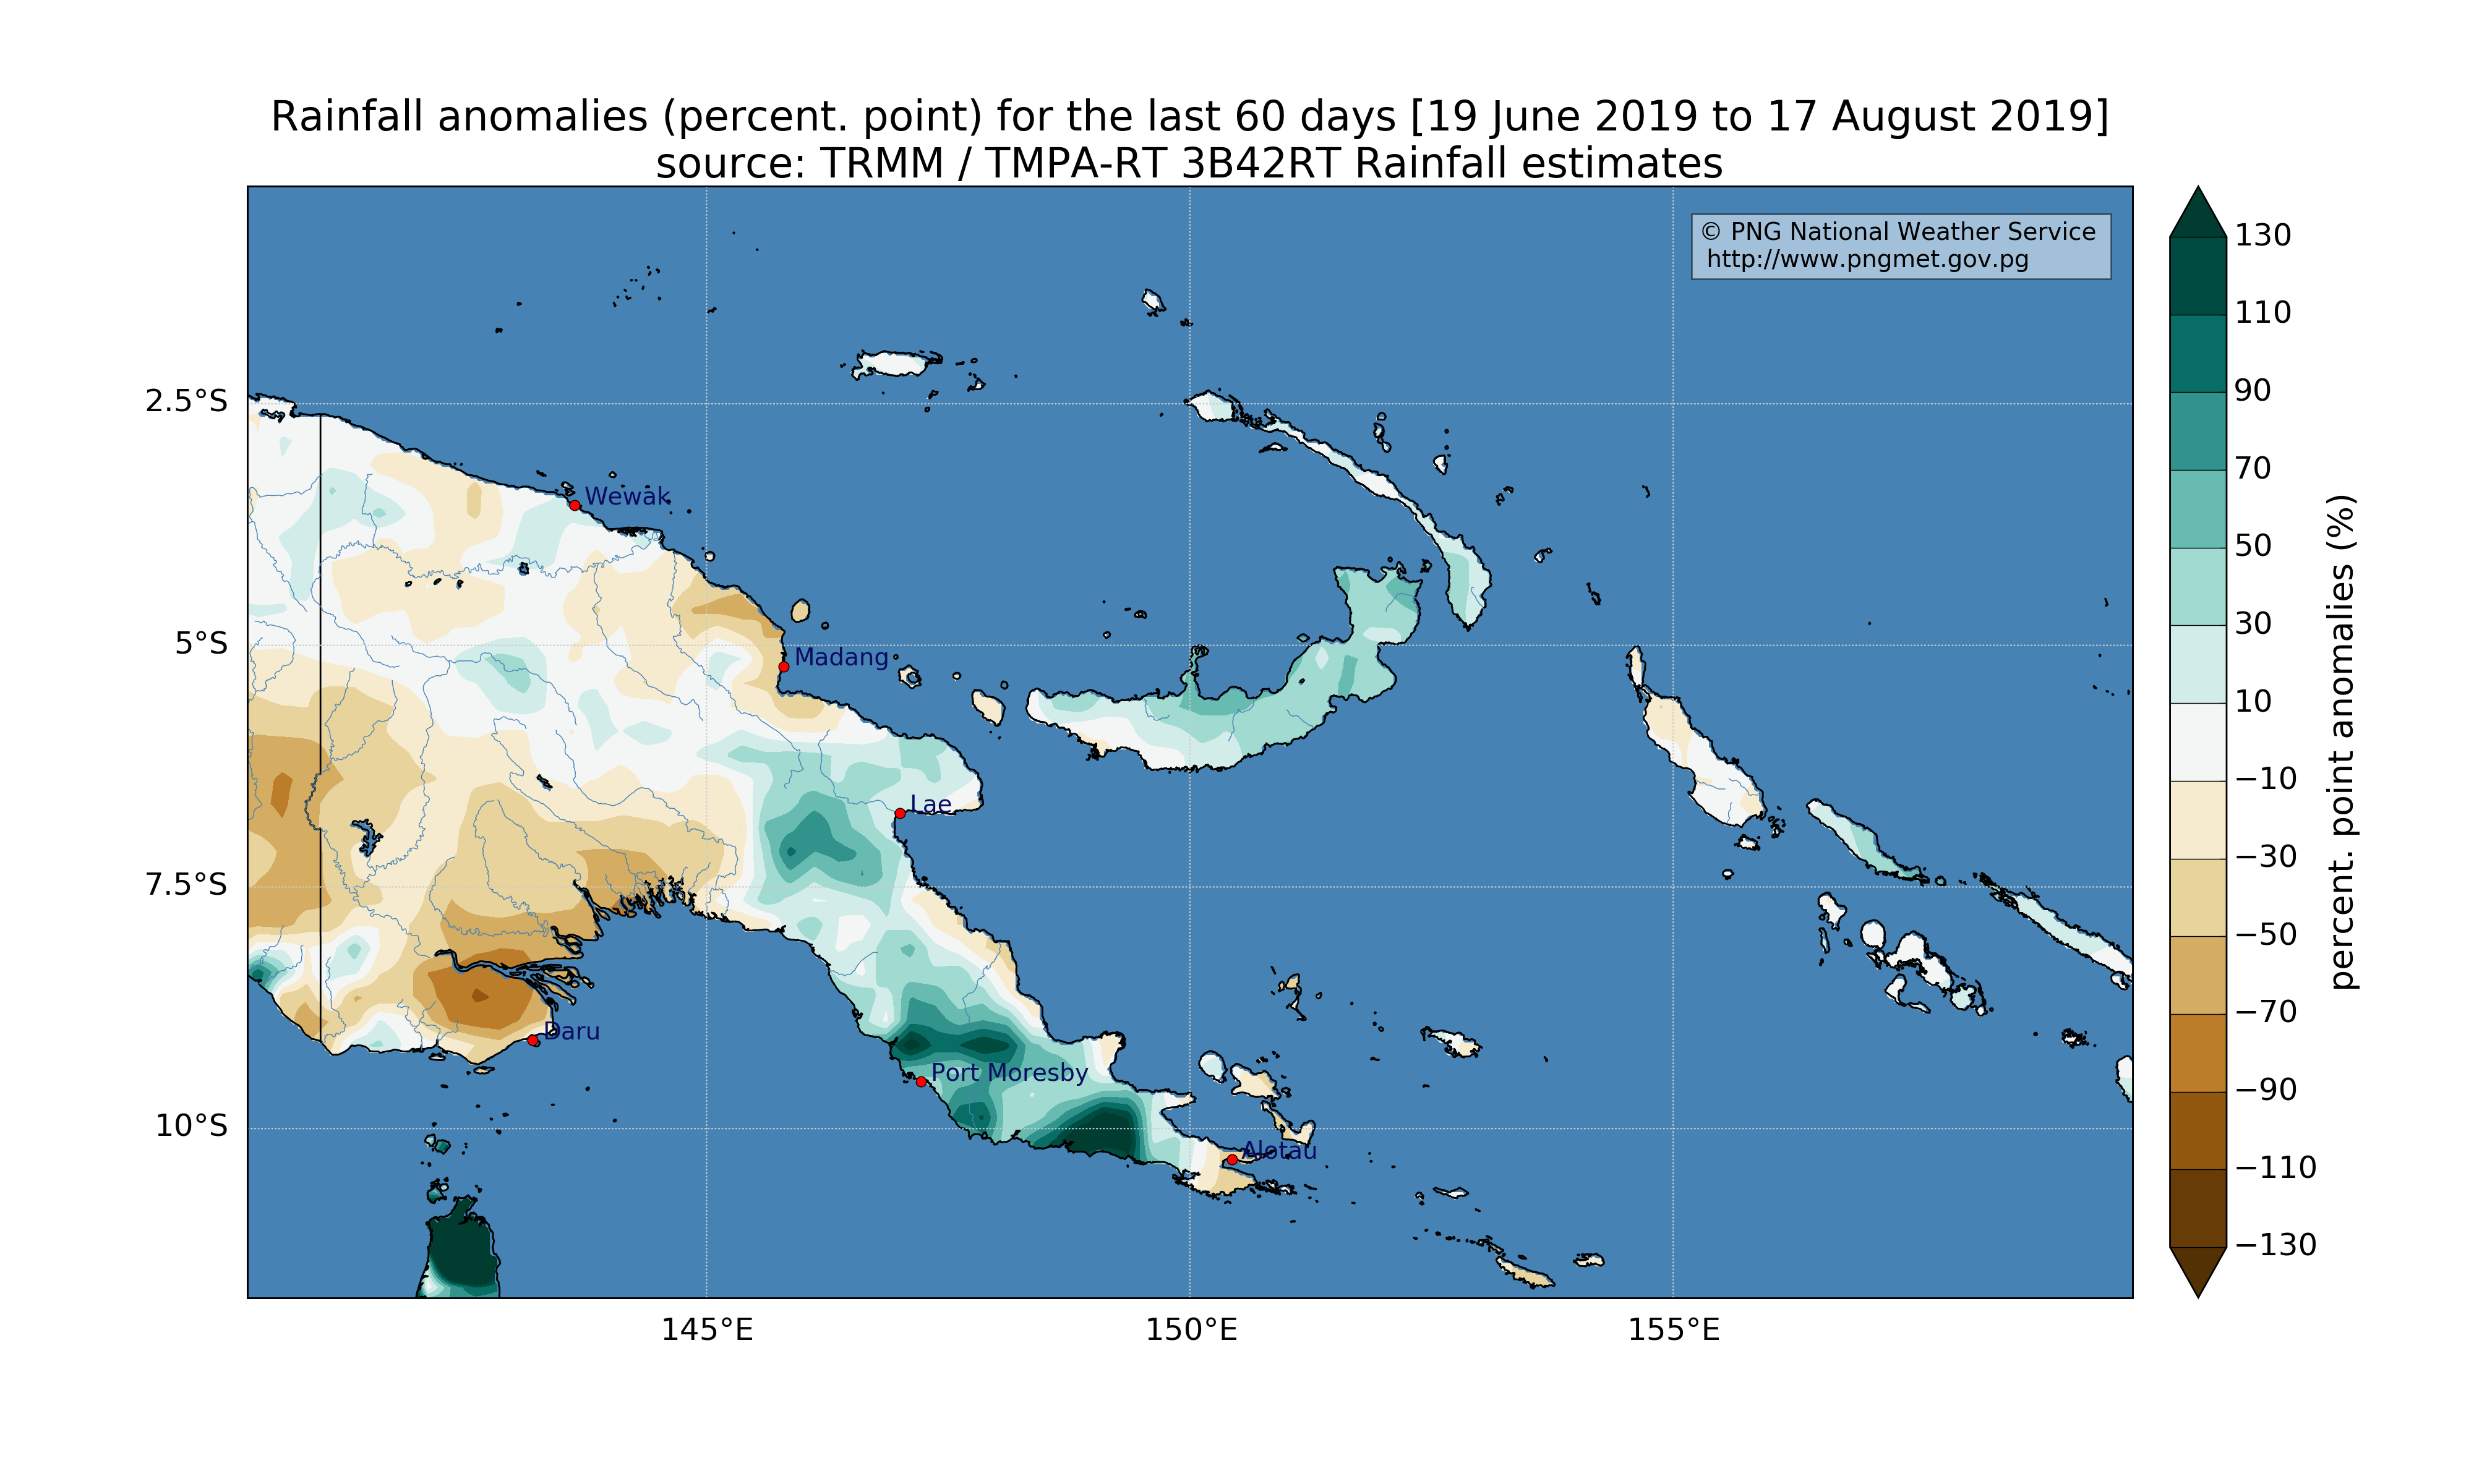 Rainfall anomalies (percent. point) for the last 60 days [19 June 2019 to 17 August 2019]
source: TRMM / TMPA-RT 3B42RT Rainfall estimates
© PNG National Weather Service
http://www.pngmet.gov.pg
2.5°S
5°S
7.5°S
10°S
Wewak
Madang
Lae
Daru
Port Moresby
Alotau
145°E
150°E
155°E
130
110
90
70
50
30
10
−10
−30
−50
−70
−90
−110
−130
percent. point anomalies (%)